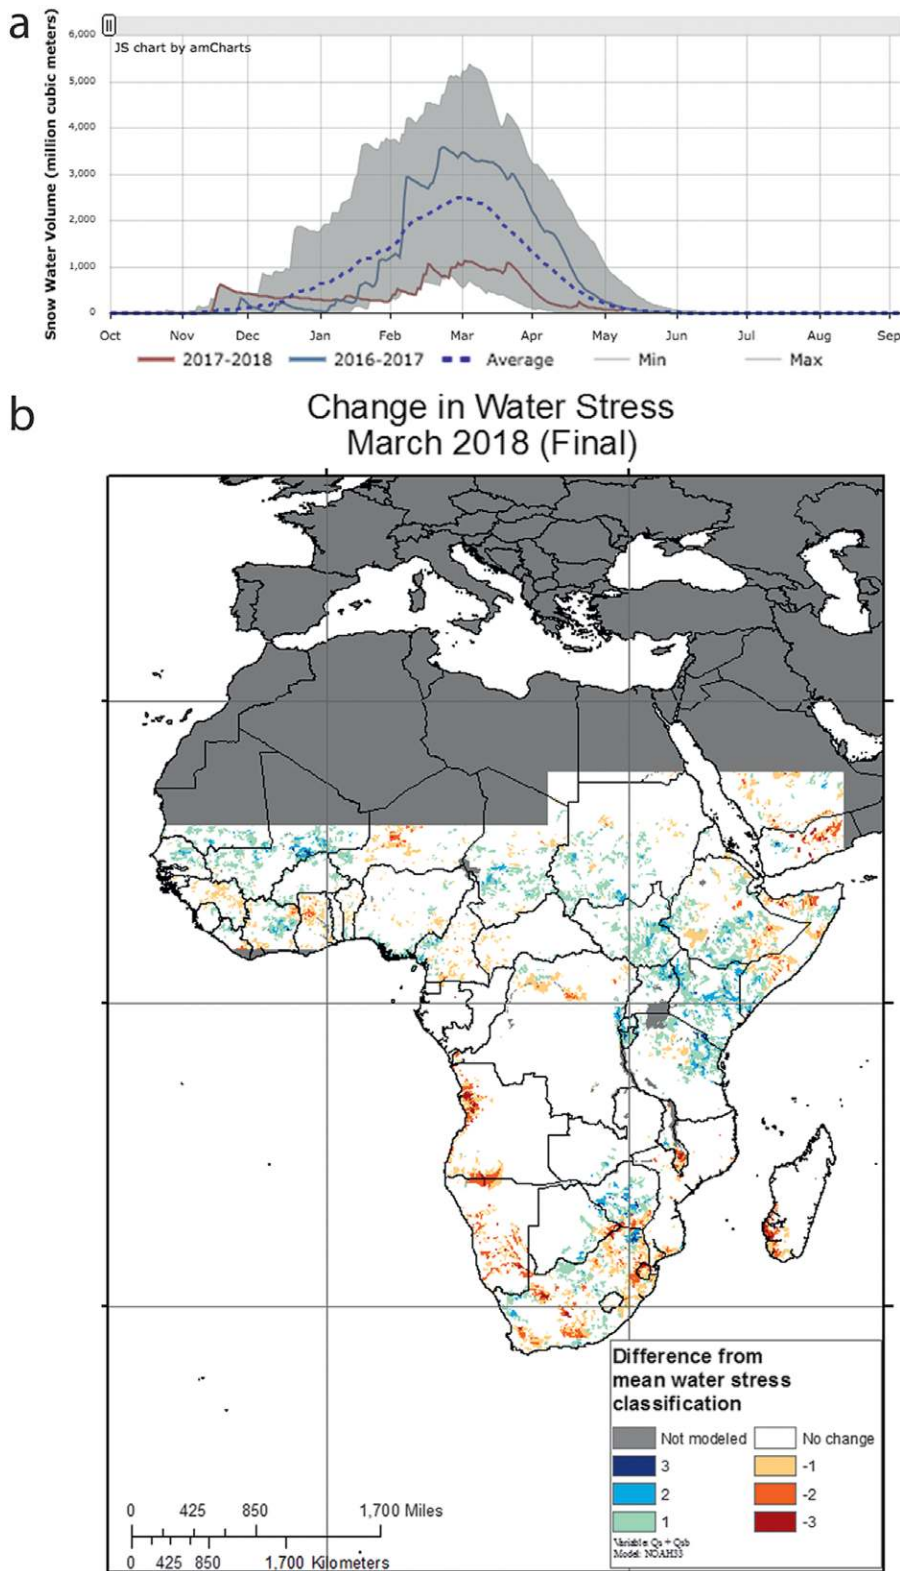 a
Snow Water Volume (million cubic meters)
JS chart by amCharts
6,000
5,000
4,000
3,000
2,000
1,000
0
Oct Nov Dec Jan Feb Mar Apr May Jun Jul Aug Sep
2017-2018 2016-2017 Average Min Max
b
Change in Water Stress
March 2018 (Final)
Difference from
mean water stress
classification
Not modeled No change
3 -1
2 -2
1 -3
Variable: Qs + Qsb
Model: NOAH33
0 425 850 1,700 Miles
0 425 850 1,700 Kilometers